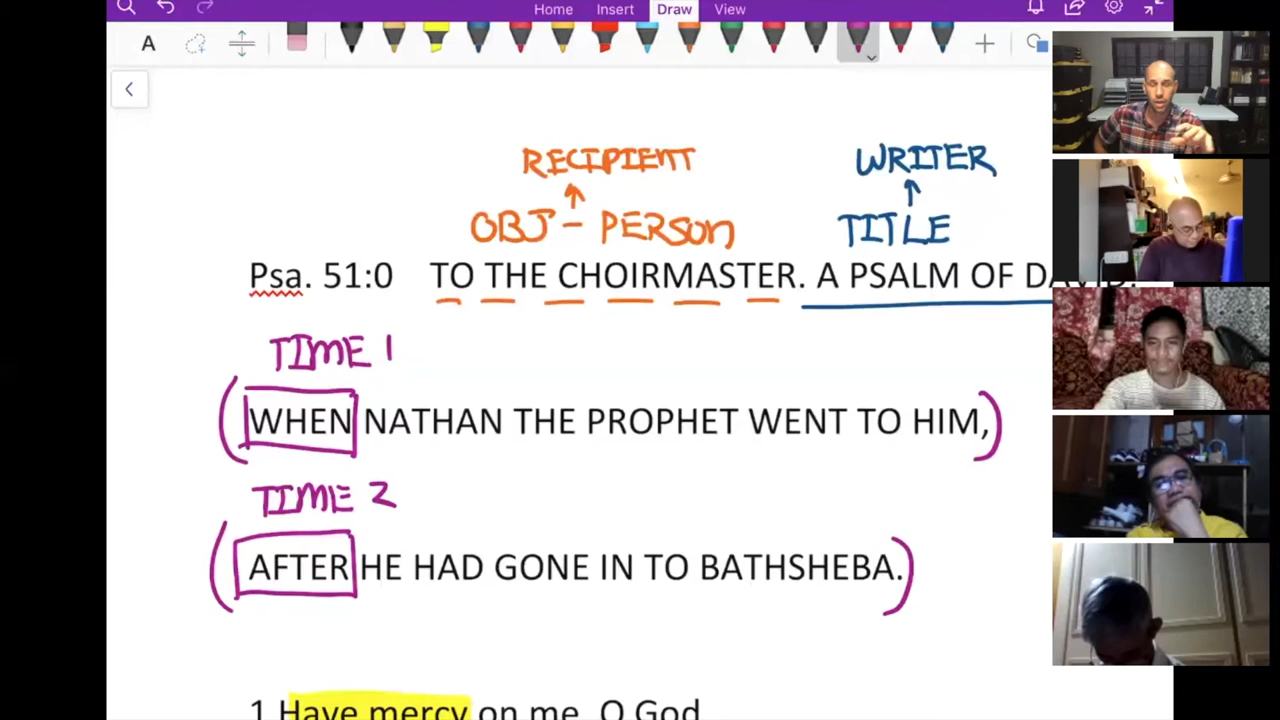 Home Insert Draw View
A
RECIPIENT WRITER
OBJ - PERSON TITLE
Psa. 51:0 TO THE CHOIRMASTER. A PSALM OF DAVID.
TIME 1
(WHEN NATHAN THE PROPHET WENT TO HIM,)
TIME 2
(AFTER HE HAD GONE IN TO BATHSHEBA.)
1 Have mercy on me, O God